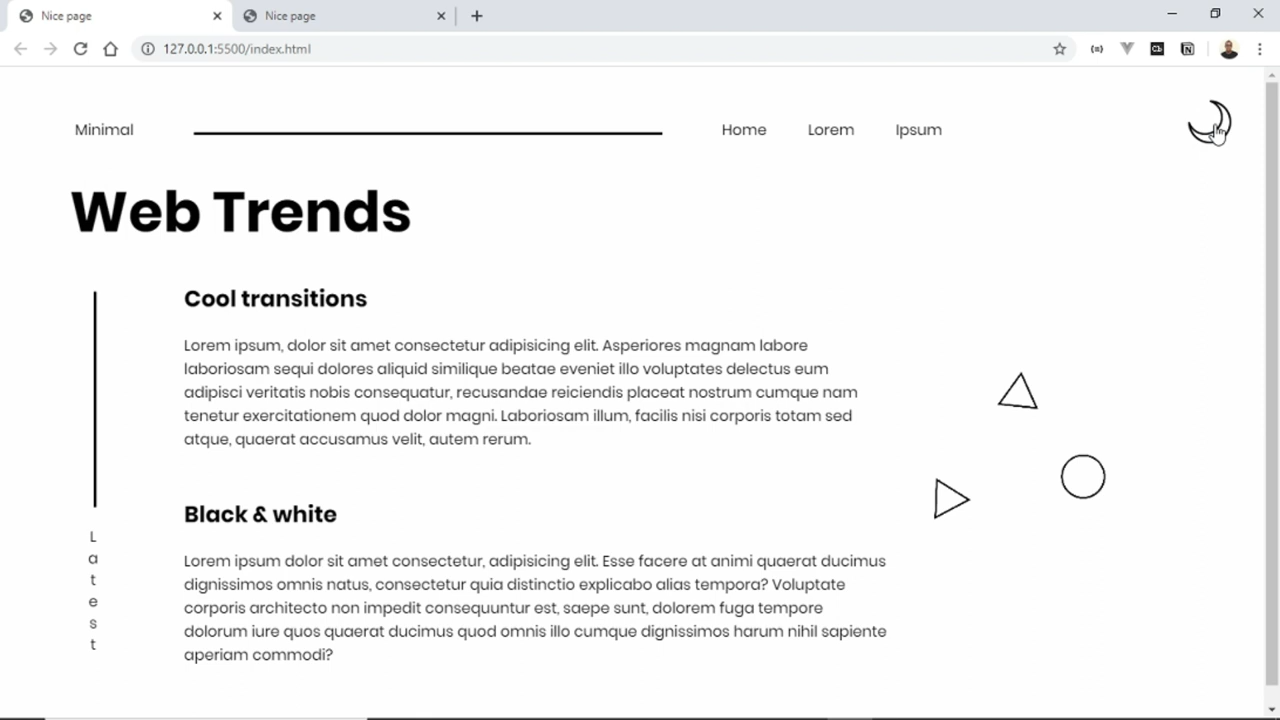 Nice page
Nice page
127.0.0.1:5500/index.html
Minimal
Home Lorem Ipsum
Web Trends
Cool transitions
Lorem ipsum, dolor sit amet consectetur adipisicing elit. Asperiores magnam labore
laboriosam sequi dolores aliquid similique beatae eveniet illo voluptates delectus eum
adipisci veritatis nobis consequatur, recusandae reiciendis placeat nostrum cumque nam
tenetur exercitationem quod dolor magni. Laboriosam illum, facilis nisi corporis totam sed
atque, quaerat accusamus velit, autem rerum.
Black & white
Lorem ipsum dolor sit amet consectetur, adipisicing elit. Esse facere at animi quaerat ducimus
dignissimos omnis natus, consectetur quia distinctio explicabo alias tempora? Voluptate
corporis architecto non impedit consequuntur est, saepe sunt, dolorem fuga tempore
dolorum iure quos quaerat ducimus quod omnis illo cumque dignissimos harum nihil sapiente
aperiam commodi?
L
a
t
e
s
t